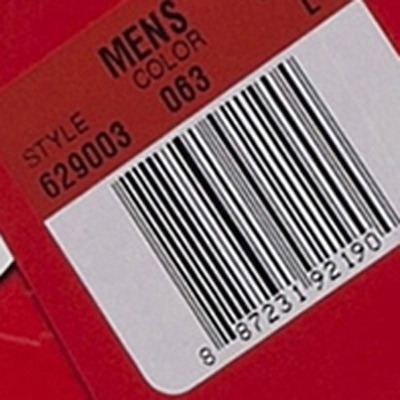 MENS
L
STYLE COLOR
629003 063
8 87231 92190